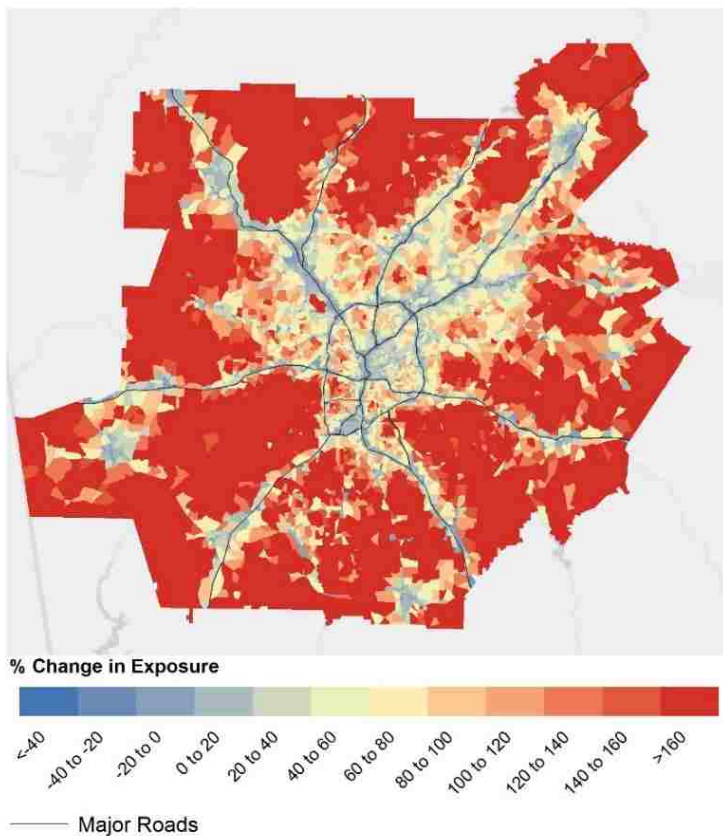 % Change in Exposure
<-40
-40 to -20
-20 to 0
0 to 20
20 to 40
40 to 60
60 to 80
80 to 100
100 to 120
120 to 140
140 to 160
>160
Major Roads